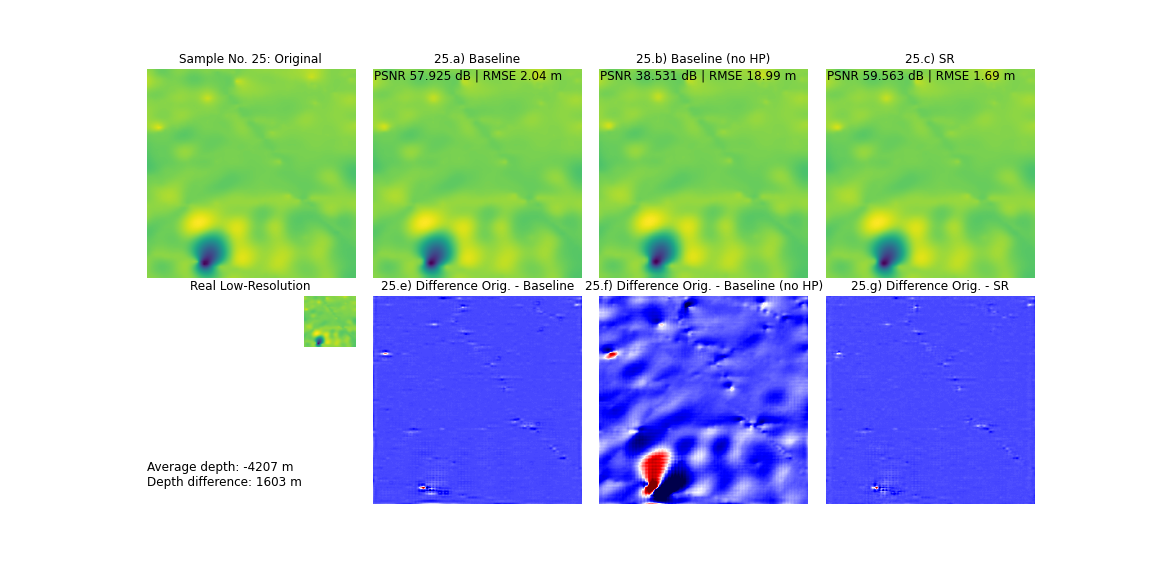 Sample No. 25: Original
25.a) Baseline
25.b) Baseline (no HP)
25.c) SR
PSNR 57.925 dB | RMSE 2.04 m
PSNR 38.531 dB | RMSE 18.99 m
PSNR 59.563 dB | RMSE 1.69 m
Real Low-Resolution
25.e) Difference Orig. - Baseline
25.f) Difference Orig. - Baseline (no HP)
25.g) Difference Orig. - SR
Average depth: -4207 m
Depth difference: 1603 m